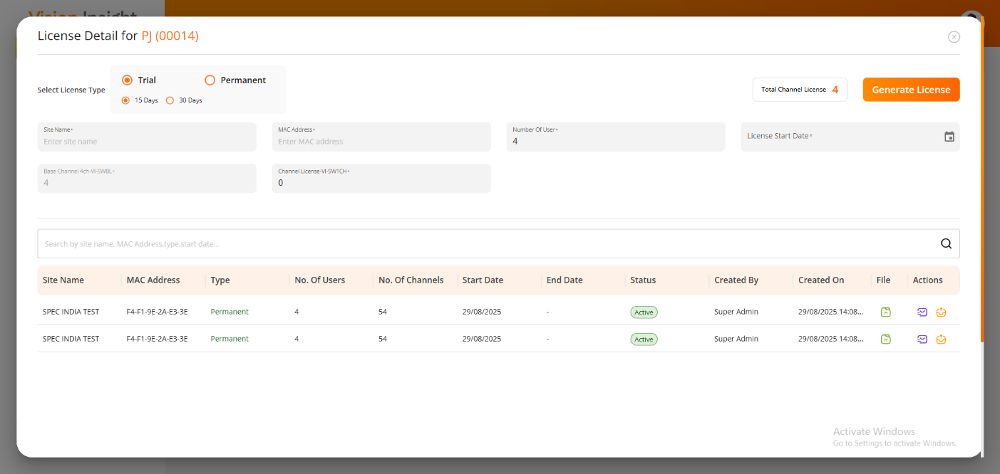 Vision Insight
License Detail for PJ (00014)
Select License Type
Trial
Permanent
15 Days
30 Days
Total Channel License 4
Generate License
Site Name*
Enter site name
MAC Address*
Enter MAC address
Number Of User*
4
License Start Date*
Base Channel 4ch-VI-SWBL*
4
Channel License-VI-SW1CH*
0
Search by site name, MAC Address,type,start date...
Site Name MAC Address Type No. Of Users No. Of Channels Start Date End Date Status Created By Created On File Actions
SPEC INDIA TEST F4-F1-9E-2A-E3-3E Permanent 4 54 29/08/2025 - Active Super Admin 29/08/2025 14:08... H
SPEC INDIA TEST F4-F1-9E-2A-E3-3E Permanent 4 54 29/08/2025 - Active Super Admin 29/08/2025 14:08... H
Activate Windows
Go to Settings to activate Windows.